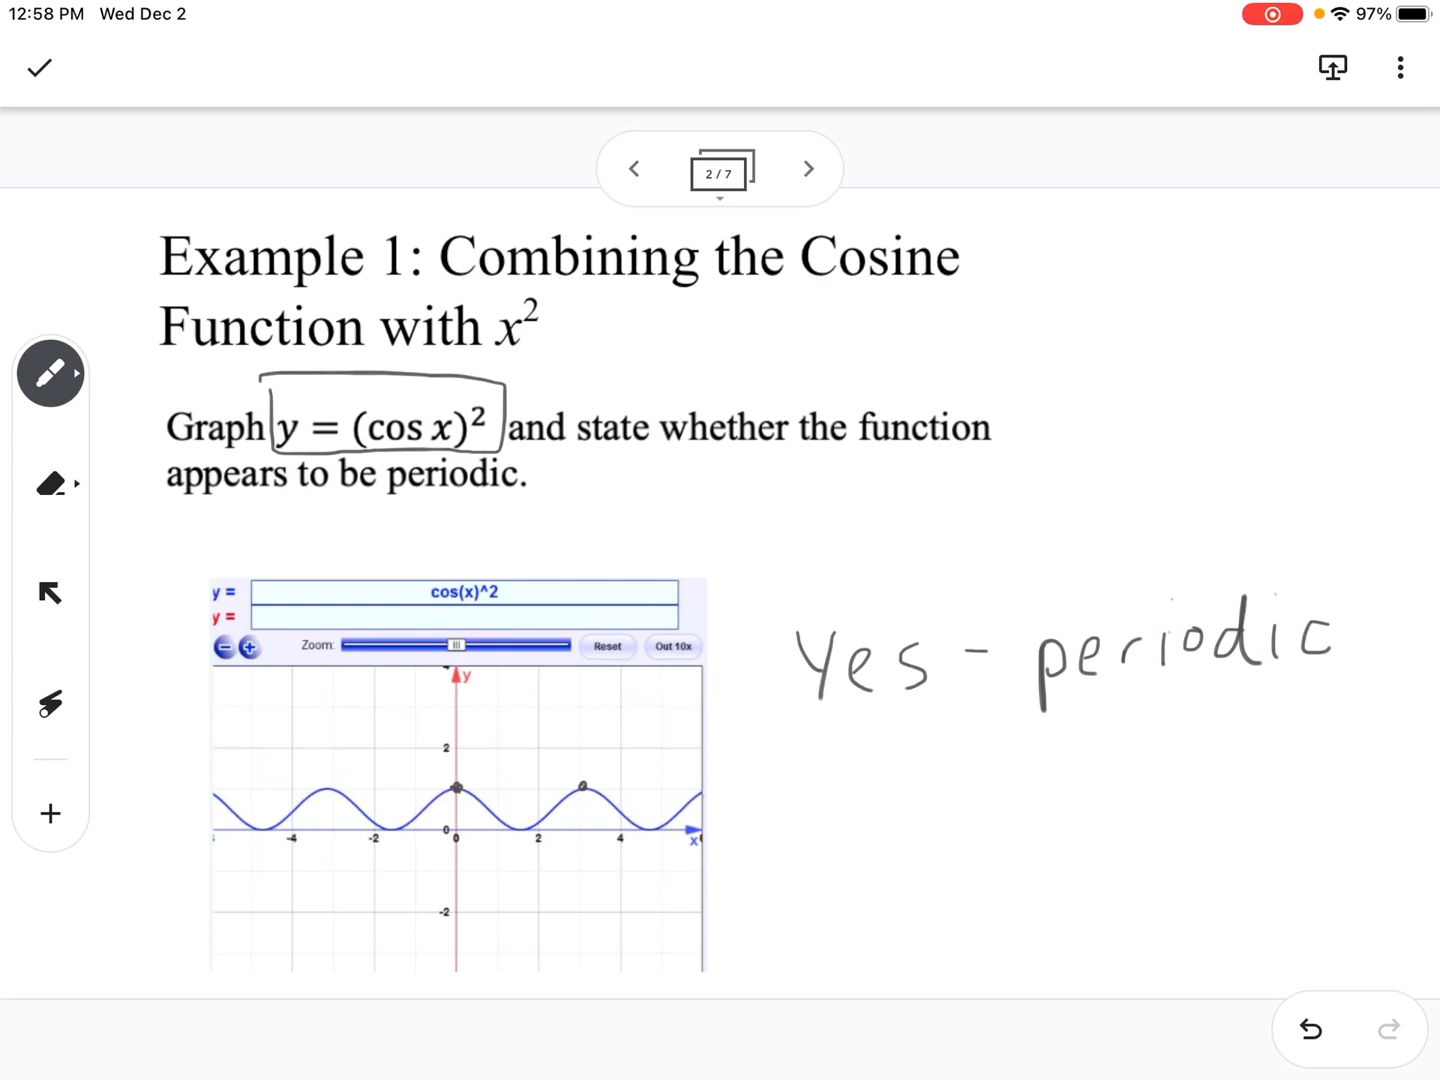 12:58 PM Wed Dec 2 97%
2 / 7
Example 1: Combining the Cosine
Function with x²
Graph y = (cos x)² and state whether the function
appears to be periodic.
y = cos(x)^2
y =
Zoom: Reset Out 10x
Yes - periodic
y
2
0
-4 -2 0 2 4 x
-2